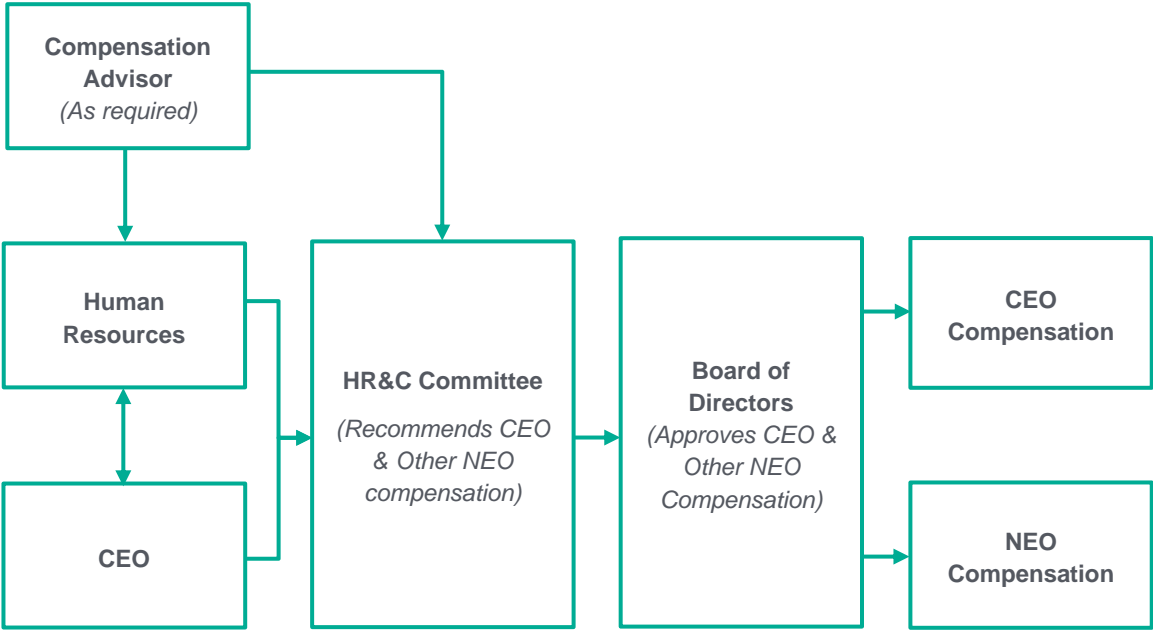 Compensation
Advisor
(As required)
Human
Resources
CEO
HR&C Committee
(Recommends CEO
& Other NEO
compensation)
Board of
Directors
(Approves CEO &
Other NEO
Compensation)
CEO
Compensation
NEO
Compensation